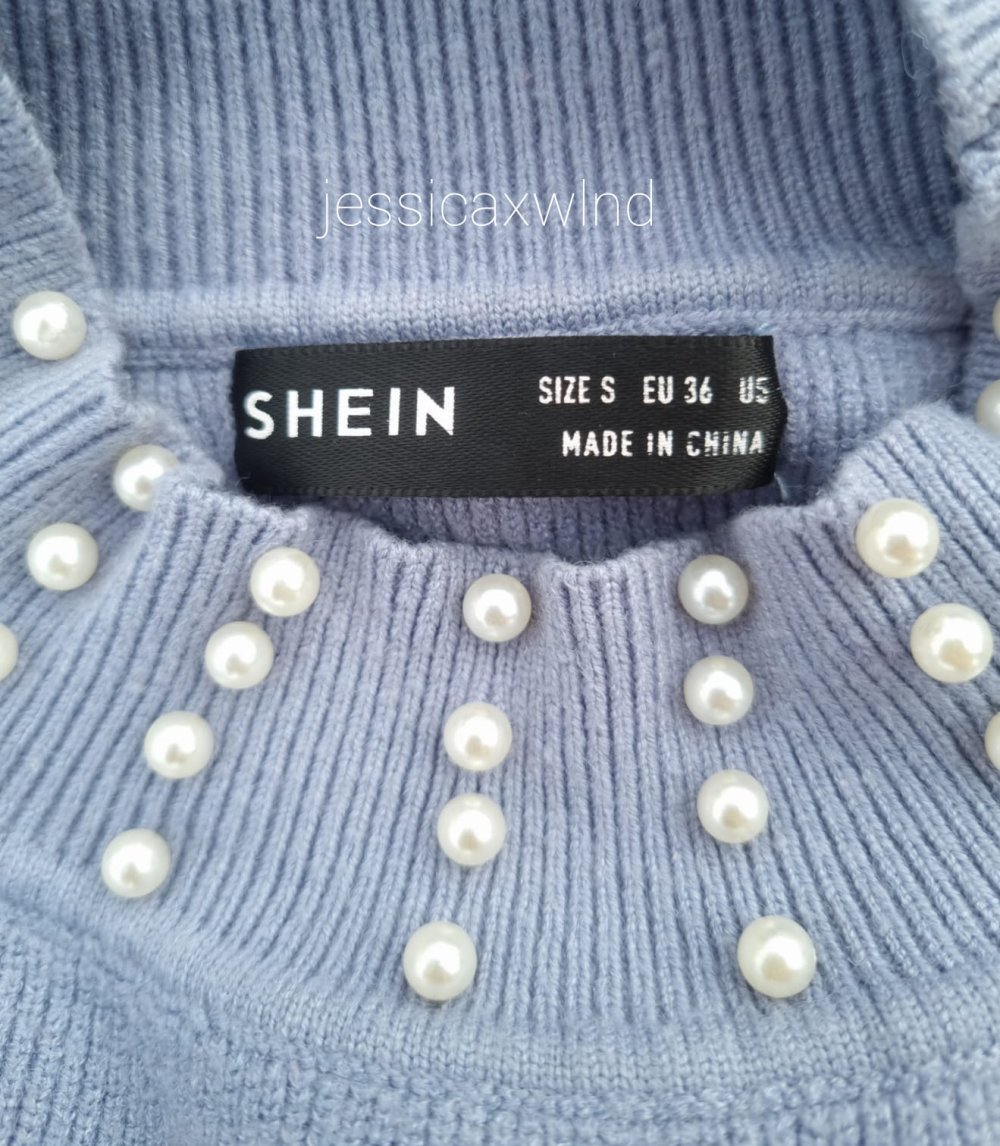 jessicaxwlnd
SHEIN
SIZE S EU 36 US
MADE IN CHINA